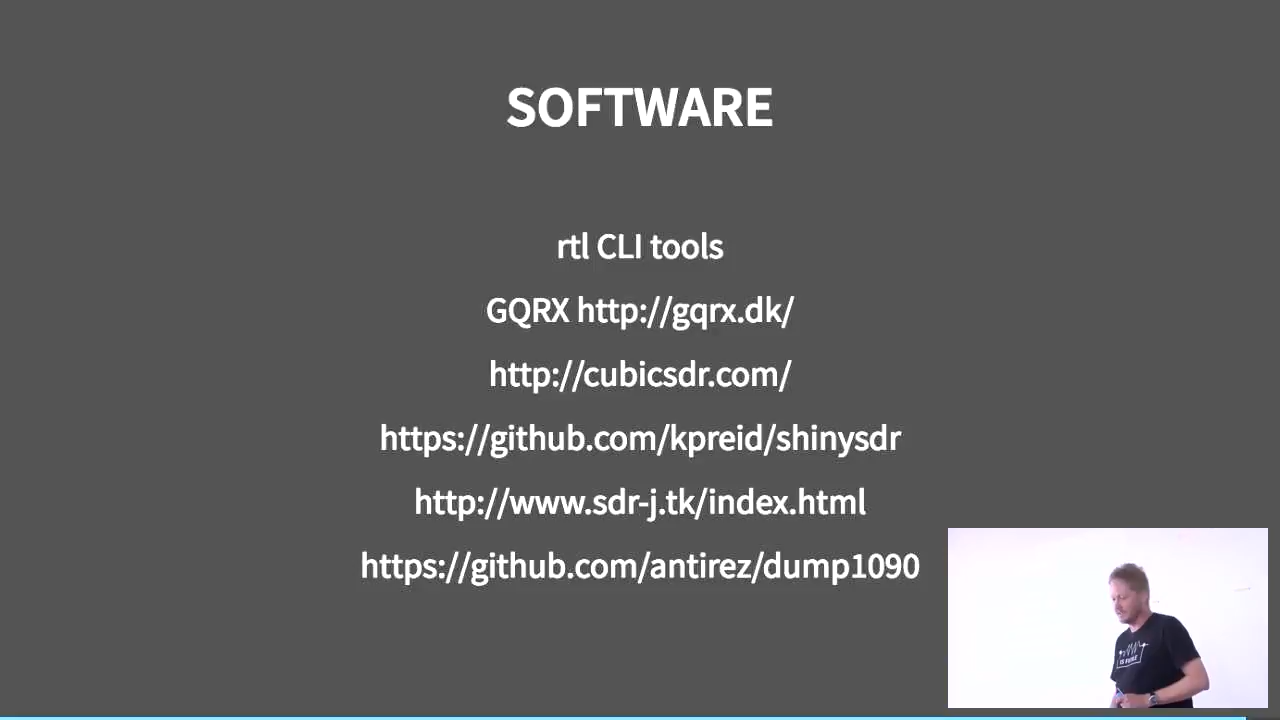 SOFTWARE
rtl CLI tools
GQRX http://gqrx.dk/
http://cubicsdr.com/
https://github.com/kpreid/shinysdr
http://www.sdr-j.tk/index.html
https://github.com/antirez/dump1090